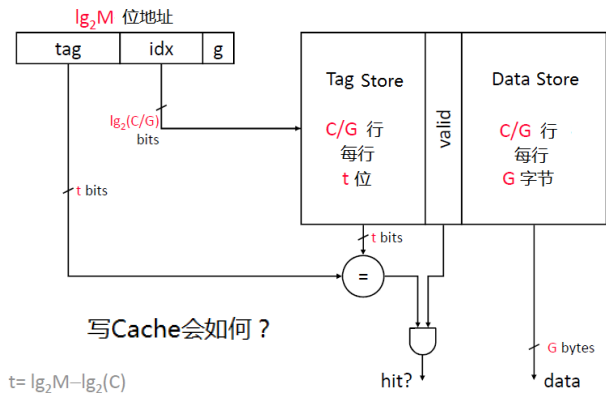 lg₂M 位地址
tag idx g
lg₂(C/G)
bits
t bits
Tag Store
C/G 行
每行
t 位
valid
Data Store
C/G 行
每行
G 字节
t bits
=
写Cache会如何？
G bytes
hit? data
t= lg₂M–lg₂(C)